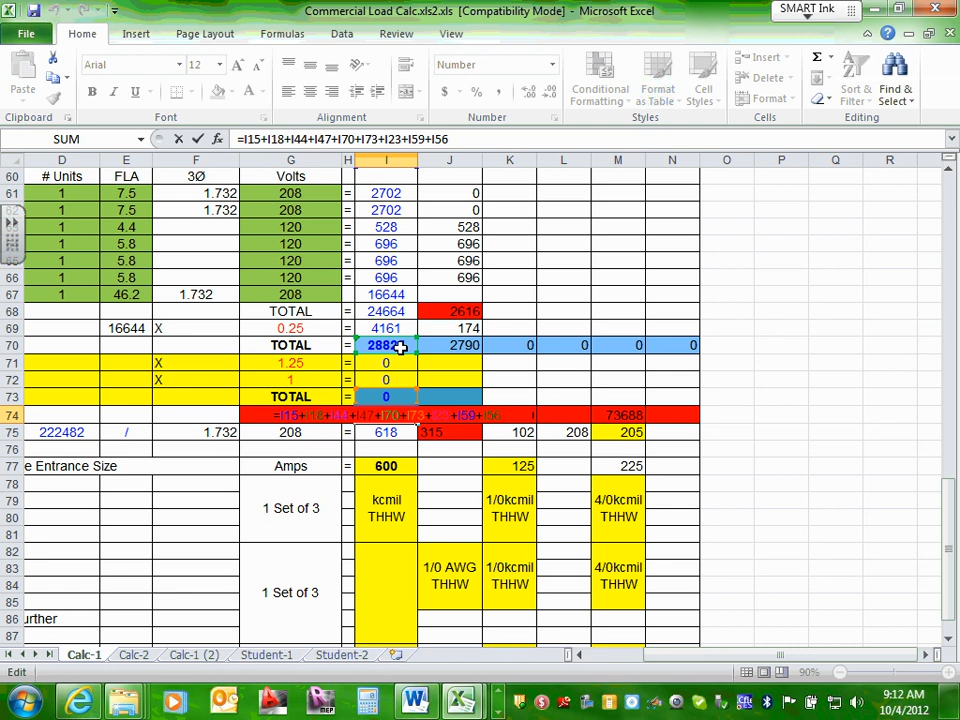 Commercial Load Calc.xls2.xls [Compatibility Mode] - Microsoft Excel
SMART Ink
File Home Insert Page Layout Formulas Data Review View
Paste
Arial 12
B I U
Number
$ % ,
Conditional Formatting
Format as Table
Cell Styles
Insert
Delete
Format
Sort & Filter
Find & Select
Clipboard Font Alignment Number Styles Cells Editing
SUM =I15+I18+I44+I47+I70+I73+I23+I59+I56
D E F G H I J K L M N O P Q R
60 # Units FLA 3Ø Volts
61 1 7.5 1.732 208 = 2702 0
62 1 7.5 1.732 208 = 2702 0
1 4.4 120 = 528 528
1 5.8 120 = 696 696
65 1 5.8 120 = 696 696
66 1 5.8 120 = 696 696
67 1 46.2 1.732 208 = 16644
68 TOTAL = 24664 2616
69 16644 X 0.25 = 4161 174
70 TOTAL = 2882 2790 0 0 0 0
71 X 1.25 = 0
72 X 1 = 0
73 TOTAL = 0
74 =I15+I18+I44+I47+I70+I73+I23+I59+I56 73688
75 222482 / 1.732 208 = 618 315 102 208 205
76
77 e Entrance Size Amps = 600 125 225
78
79 1 Set of 3 kcmil THHW 1/0kcmil THHW 4/0kcmil THHW
80
81
82
83 1/0 AWG THHW 1/0kcmil THHW 4/0kcmil THHW
84
85 1 Set of 3
86 urther
87
Calc-1 Calc-2 Calc-1 (2) Student-1 Student-2
Edit 90%
9:12 AM
10/4/2012